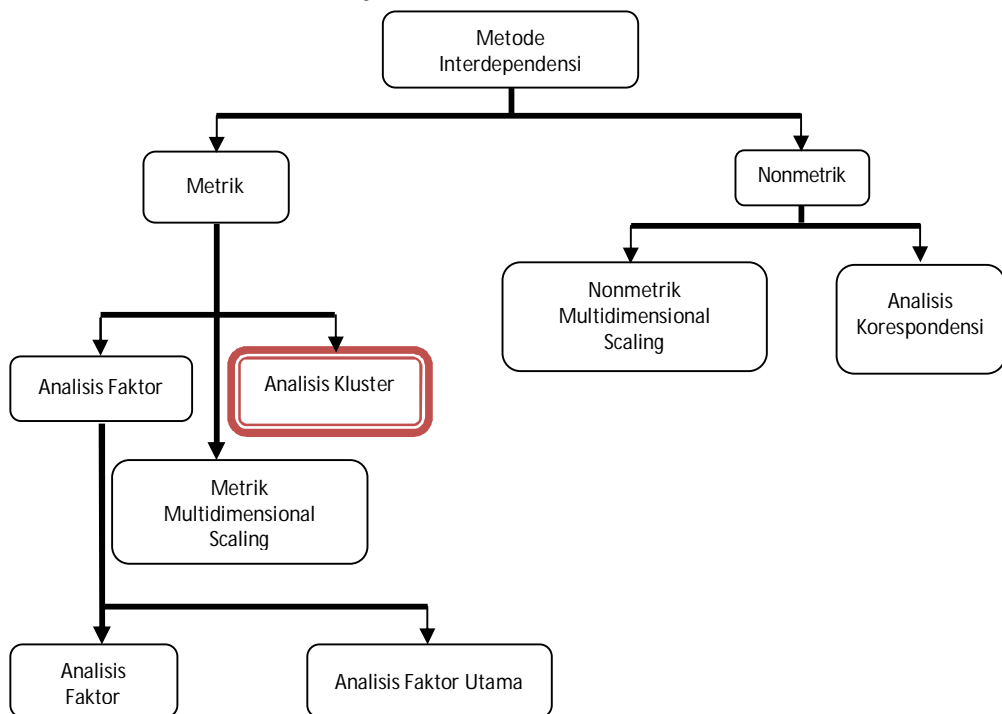 Metode
Interdependensi
Metrik
Nonmetrik
Nonmetrik
Multidimensional
Scaling
Analisis
Korespondensi
Analisis Faktor
Analisis Kluster
Metrik
Multidimensional
Scaling
Analisis
Faktor
Analisis Faktor Utama